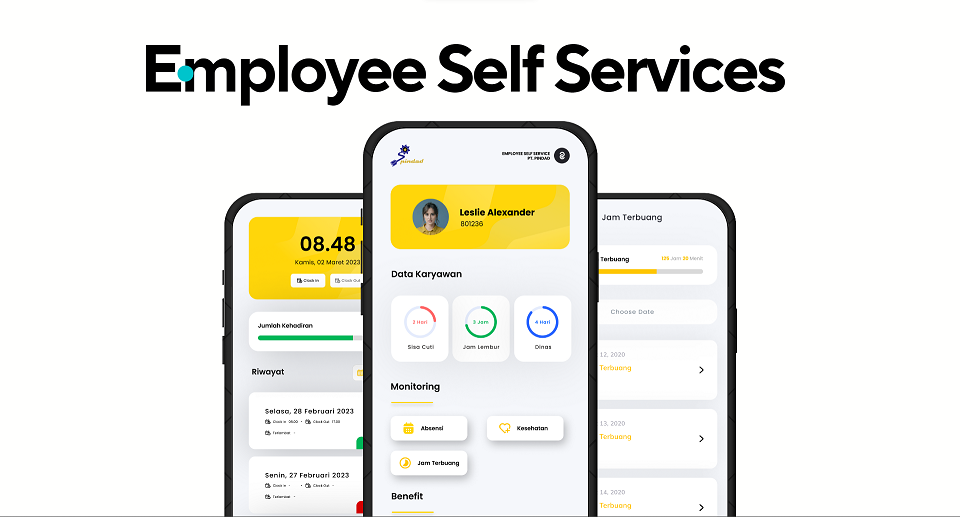 Employee Self Services
08.48
Kamis, 02 Maret 2023
Clock In
Clock Out
Jumlah Kehadiran
Riwayat
Selasa, 28 Februari 2023
Clock In 08.00 • Clock Out 17.00
Terlambat -
Senin, 27 Februari 2023
Clock In - • Clock Out -
Terlambat -
pindad
EMPLOYEE SELF SERVICE
PT. PINDAD
Leslie Alexander
801236
Data Karyawan
2 Hari
Sisa Cuti
3 Jam
Jam Lembur
4 Hari
Dinas
Monitoring
Absensi
Kesehatan
Jam Terbuang
Benefit
Jam Terbuang
Terbuang
Jam
Menit
Choose Date
12, 2020
Terbuang
13, 2020
Terbuang
14, 2020
Terbuang